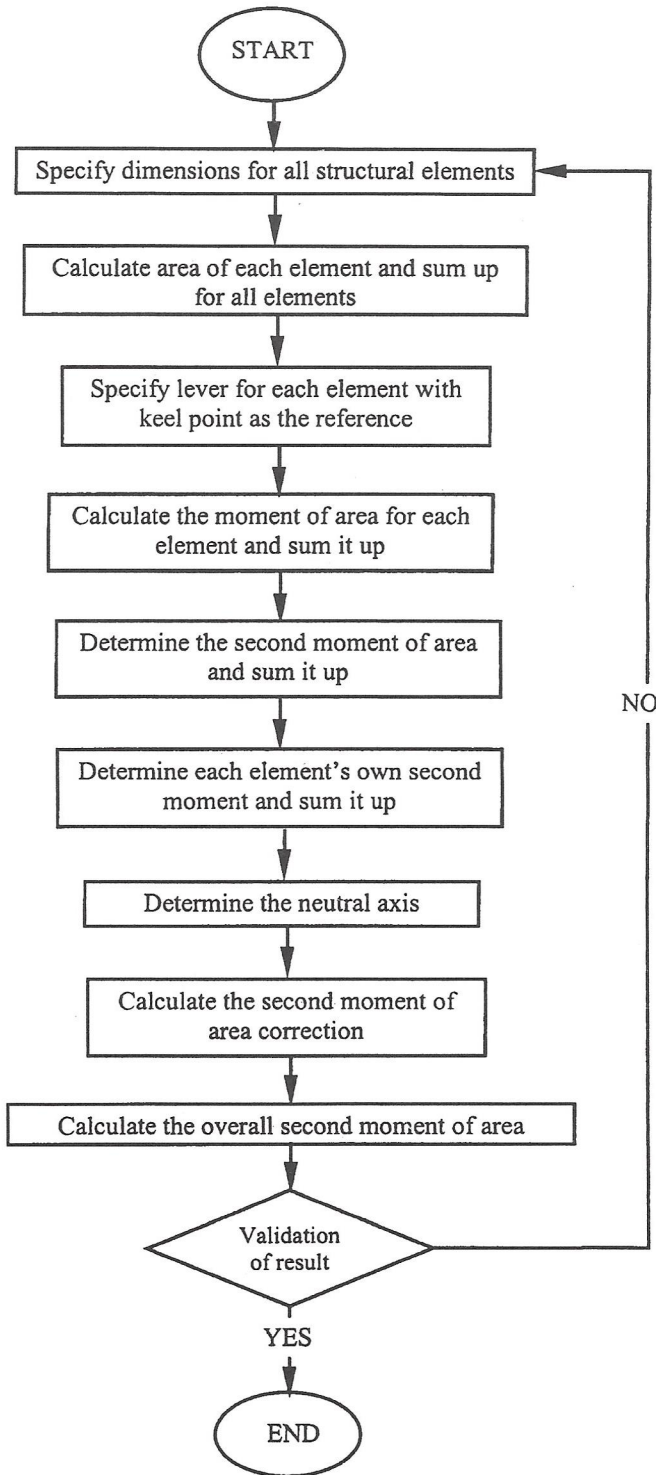 START
Specify dimensions for all structural elements
Calculate area of each element and sum up
for all elements
Specify lever for each element with
keel point as the reference
Calculate the moment of area for each
element and sum it up
Determine the second moment of area
and sum it up
NO
Determine each element's own second
moment and sum it up
Determine the neutral axis
Calculate the second moment of
area correction
Calculate the overall second moment of area
Validation
of result
YES
END